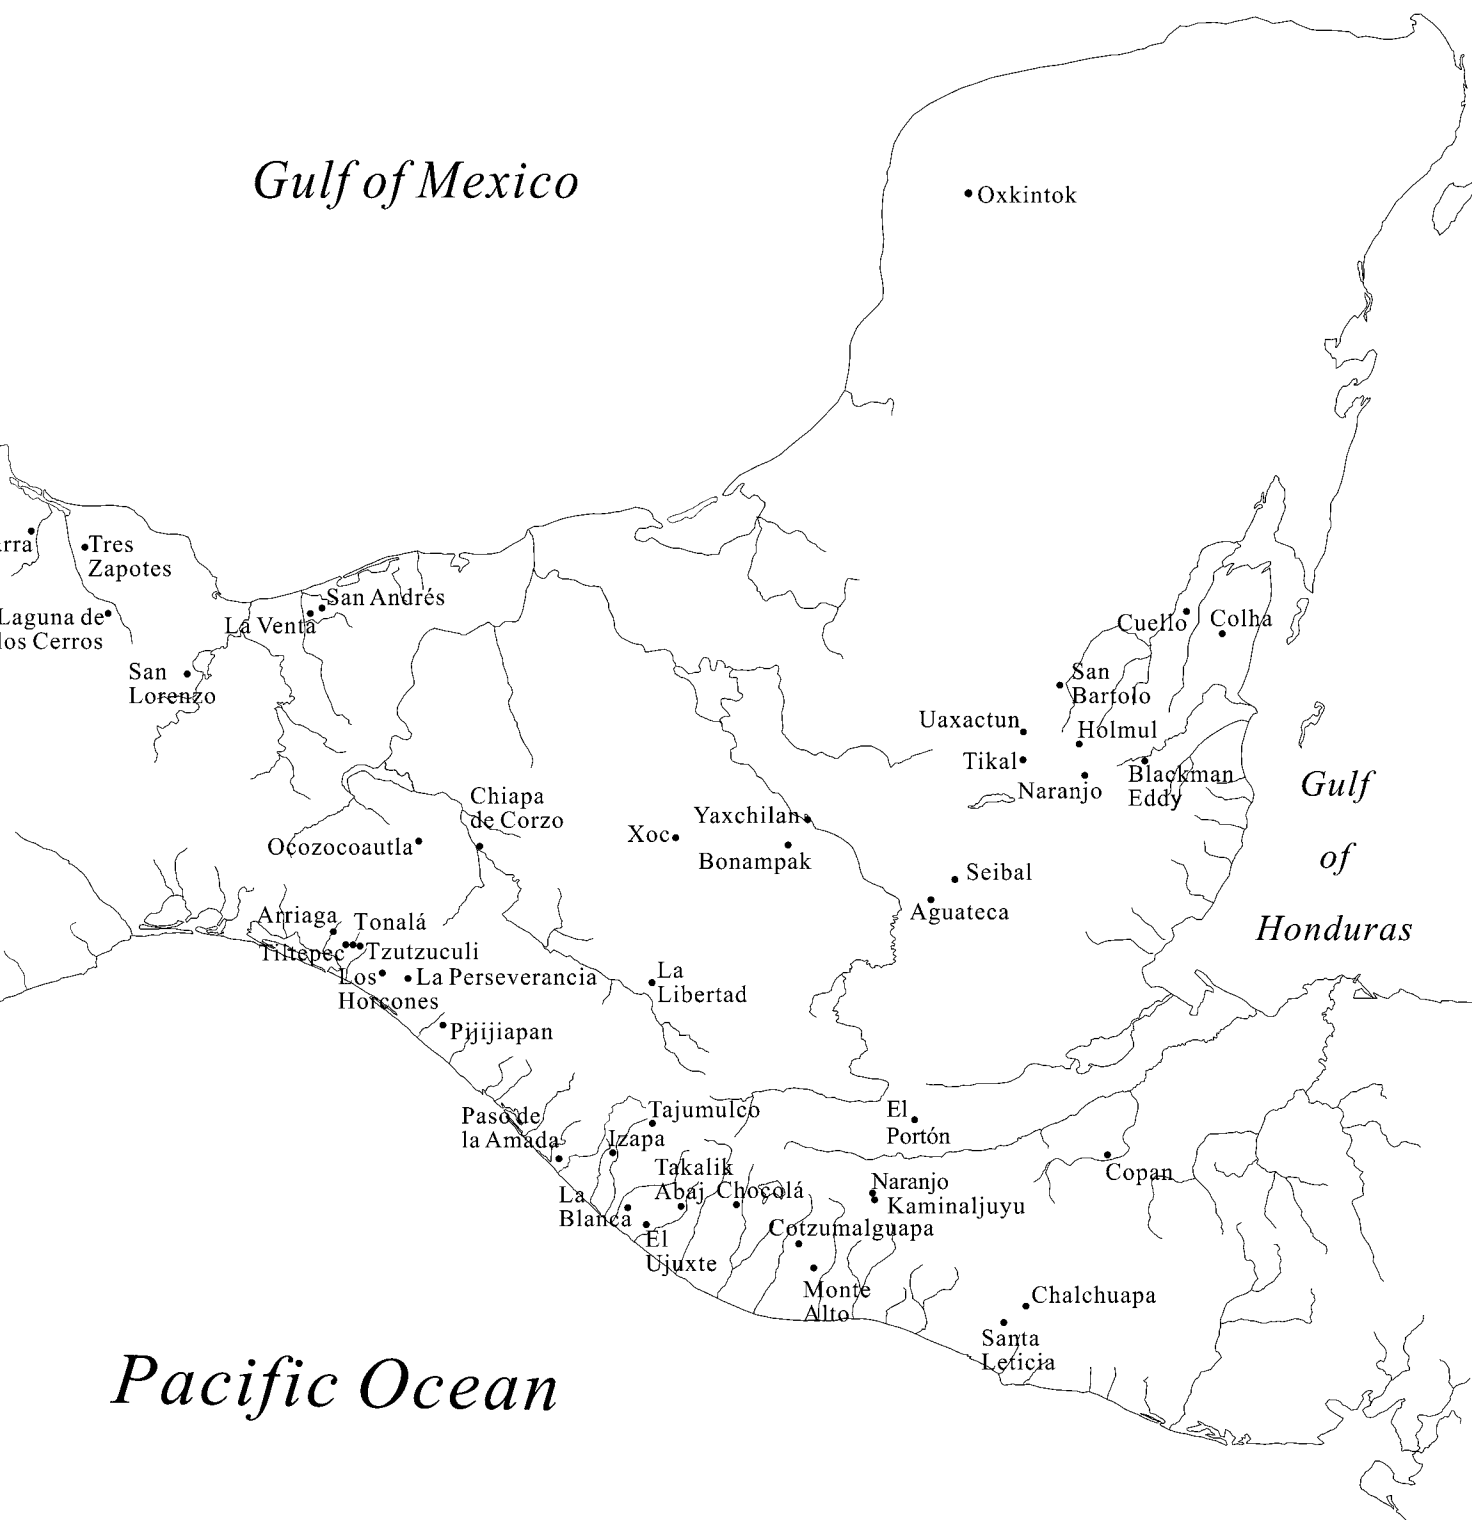 Gulf of Mexico
Oxkintok
rra
Tres
Zapotes
Laguna de
los Cerros
San Andrés
La Venta
San
Lorenzo
Cuello
Colha
San
Bartolo
Uaxactun
Holmul
Tikal
Naranjo
Blackman
Eddy
Gulf
of
Honduras
Chiapa
de Corzo
Ocozocoautla
Xoc
Yaxchilan
Bonampak
Seibal
Aguateca
Arriaga
Tonalá
Tiltepec
Tzutzuculi
Los
Horcones
La Perseverancia
La
Libertad
Pijijiapan
Paso de
la Amada
Tajumulco
Izapa
El
Portón
Copan
Takalik
Abaj
Chocolá
La
Blanca
El
Ujuxte
Naranjo
Kaminaljuyu
Cotzumalguapa
Monte
Alto
Chalchuapa
Santa
Leticia
Pacific Ocean